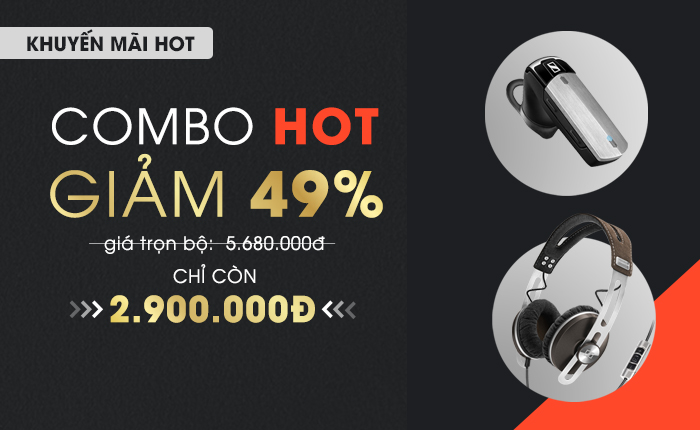 KHUYẾN MÃI HOT
COMBO HOT
GIẢM 49%
giá trọn bộ: 5.680.000đ
CHỈ CÒN
2.900.000Đ